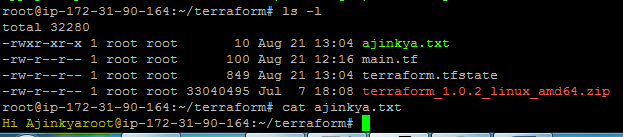 root@ip-172-31-90-164:~/terraform# ls -l
total 32280
-rwxr-xr-x 1 root root       10 Aug 21 13:04 ajinkya.txt
-rw-r--r-- 1 root root      100 Aug 21 12:16 main.tf
-rw-r--r-- 1 root root      849 Aug 21 13:04 terraform.tfstate
-rw-r--r-- 1 root root 33040495 Jul  7 18:08 terraform_1.0.2_linux_amd64.zip
root@ip-172-31-90-164:~/terraform# cat ajinkya.txt
Hi Ajinkyaroot@ip-172-31-90-164:~/terraform#